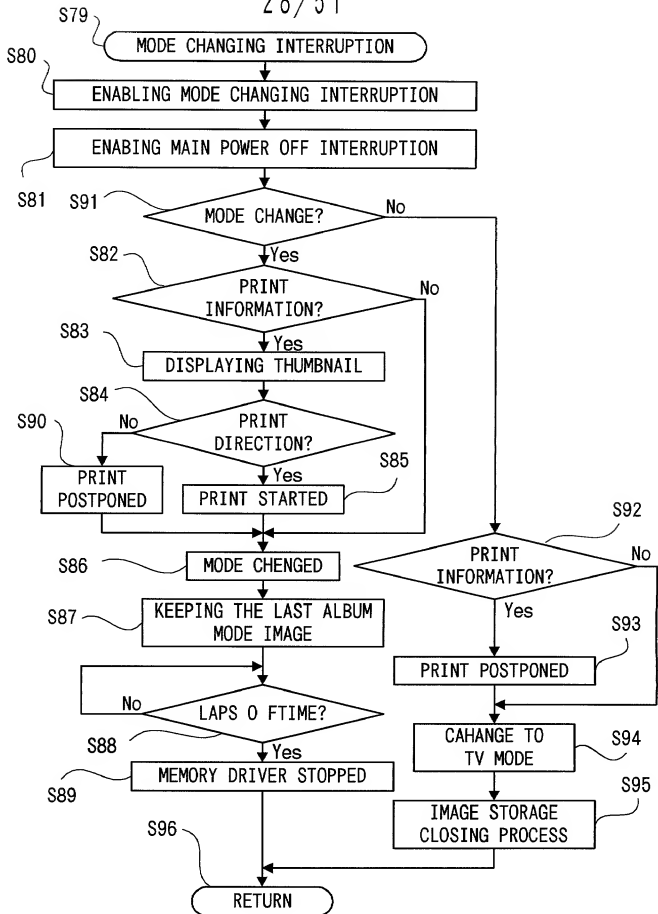 28/51
S79
MODE CHANGING INTERRUPTION
S80
ENABLING MODE CHANGING INTERRUPTION
ENABING MAIN POWER OFF INTERRUPTION
S81
S91
MODE CHANGE?
No
Yes
S82
PRINT
INFORMATION?
No
Yes
S83
DISPLAYING THUMBNAIL
S84
PRINT
DIRECTION?
No
Yes
S90
PRINT
POSTPONED
S85
PRINT STARTED
S86
MODE CHENGED
S87
KEEPING THE LAST ALBUM
MODE IMAGE
LAPS O FTIME?
No
S88
Yes
S89
MEMORY DRIVER STOPPED
S92
PRINT
INFORMATION?
No
Yes
S93
PRINT POSTPONED
CAHANGE TO
TV MODE
S94
S95
IMAGE STORAGE
CLOSING PROCESS
S96
RETURN